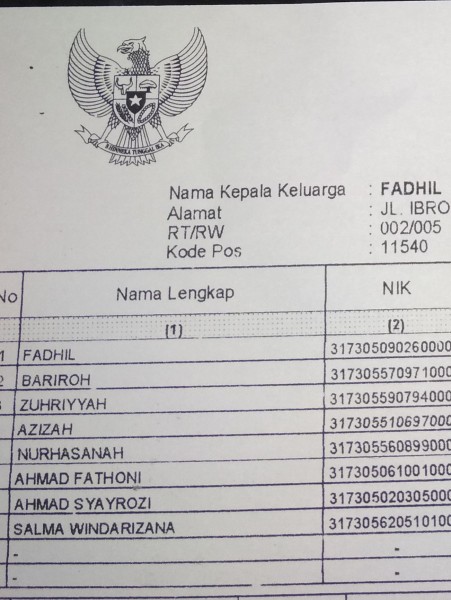 BHINNEKA TUNGGAL IKA
Nama Kepala Keluarga : FADHIL
Alamat : JL. IBRO
RT/RW : 002/005
Kode Pos : 11540
No Nama Lengkap NIK
(1) (2)
1 FADHIL 317305090260000
2 BARIROH 317305570971000
3 ZUHRIYYAH 317305590794000
AZIZAH 317305510697000
NURHASANAH 317305560899000
AHMAD FATHONI 317305061001000
AHMAD SYAYROZI 317305020305000
SALMA WINDARIZANA 317305620510100
- -
- -